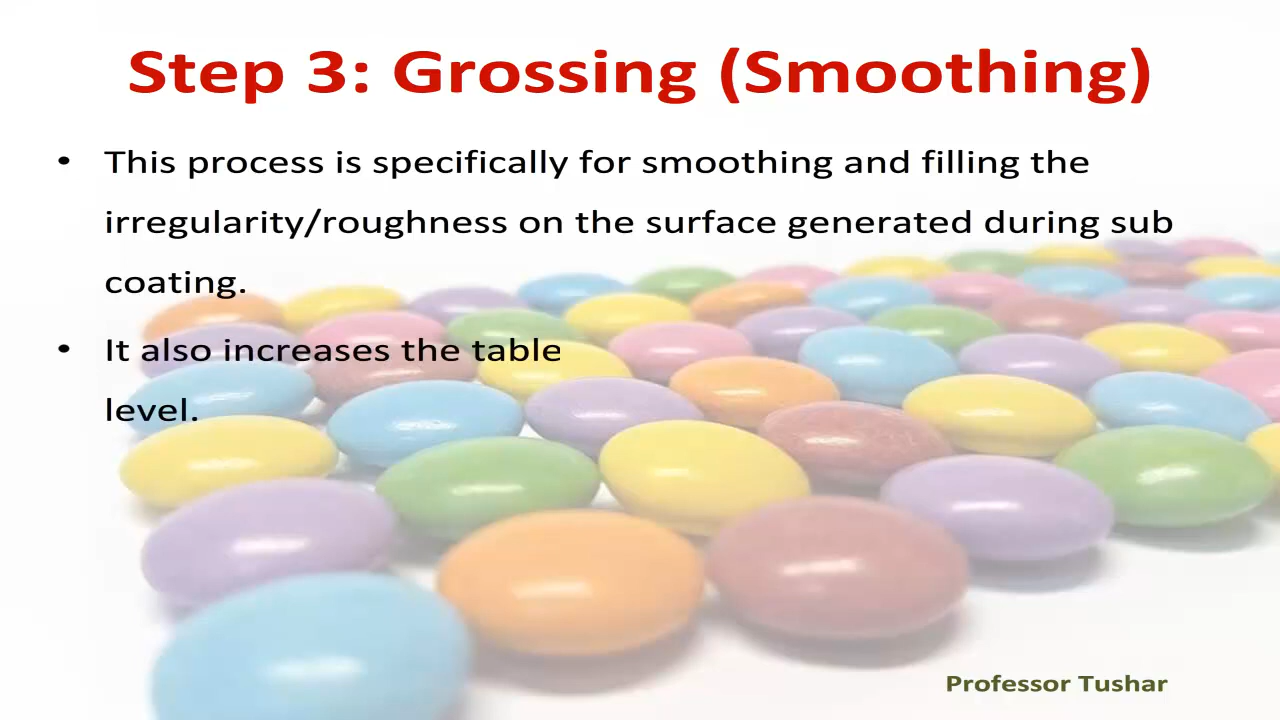 Step 3: Grossing (Smoothing)
• This process is specifically for smoothing and filling the
irregularity/roughness on the surface generated during sub
coating.
• It also increases the table
level.
Professor Tushar